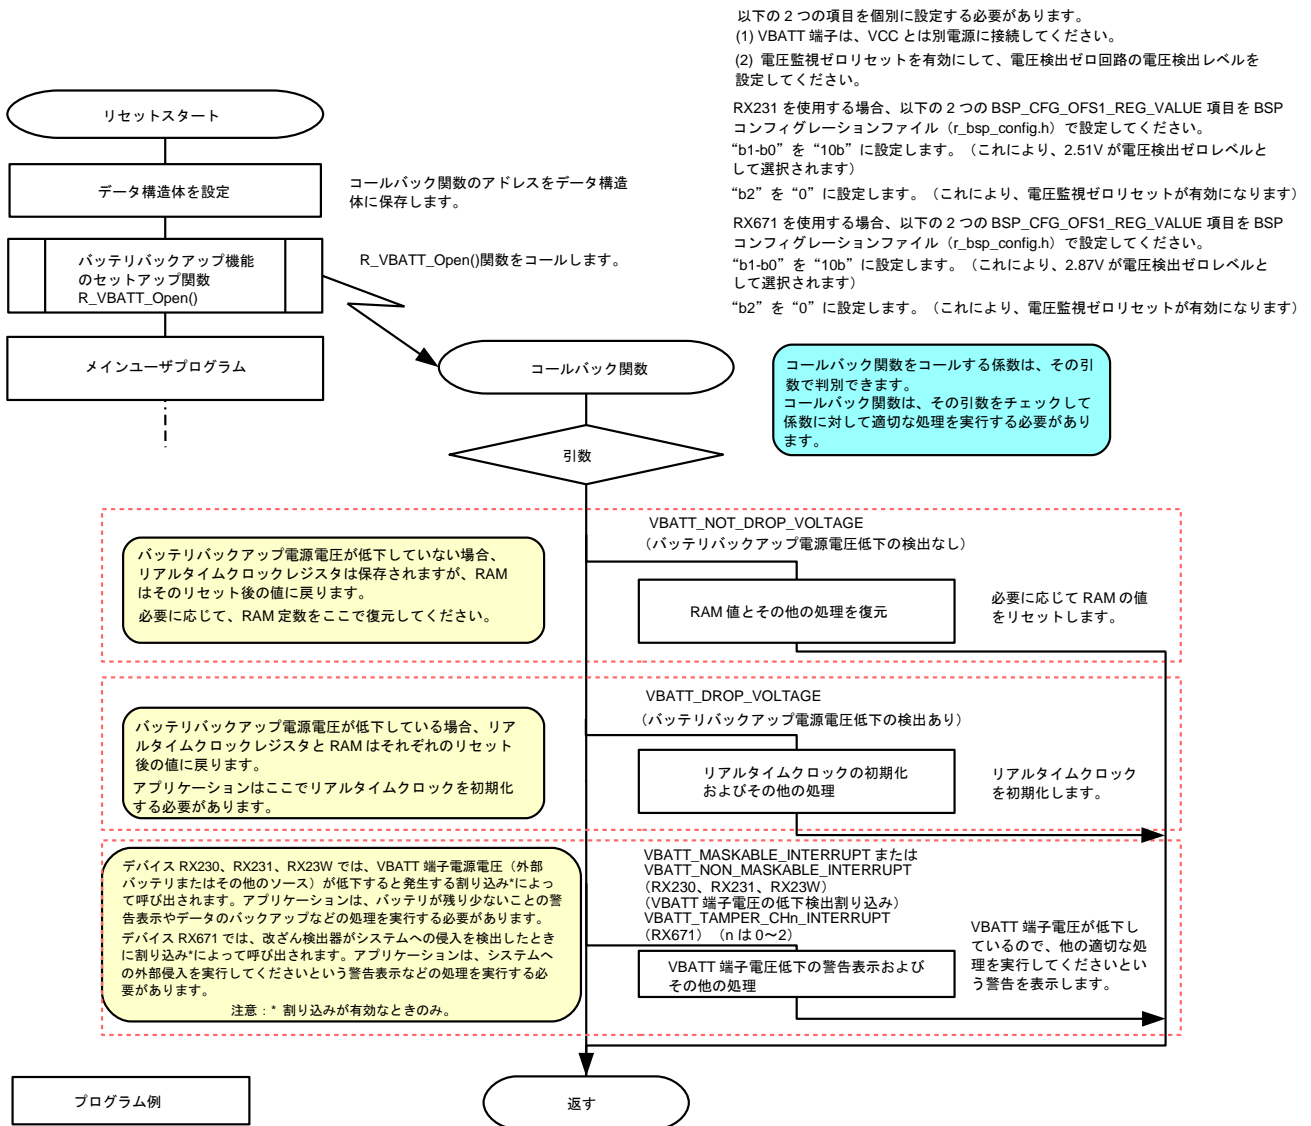 以下の2つの項目を個別に設定する必要があります。
(1) VBATT 端子は、VCC とは別電源に接続してください。
(2) 電圧監視ゼロリセットを有効にして、電圧検出ゼロ回路の電圧検出レベルを
設定してください。
RX231 を使用する場合、以下の2つの BSP_CFG_OFS1_REG_VALUE 項目を BSP
コンフィグレーションファイル（r_bsp_config.h）で設定してください。
“b1-b0”を“10b”に設定します。（これにより、2.51V が電圧検出ゼロレベルと
して選択されます）
“b2”を“0”に設定します。（これにより、電圧監視ゼロリセットが有効になります）
RX671 を使用する場合、以下の2つの BSP_CFG_OFS1_REG_VALUE 項目を BSP
コンフィグレーションファイル（r_bsp_config.h）で設定してください。
“b1-b0”を“10b”に設定します。（これにより、2.87V が電圧検出ゼロレベルと
して選択されます）
“b2”を“0”に設定します。（これにより、電圧監視ゼロリセットが有効になります）
リセットスタート
データ構造体を設定
コールバック関数のアドレスをデータ構造
体に保存します。
バッテリバックアップ機能
のセットアップ関数
R_VBATT_Open()
R_VBATT_Open()関数をコールします。
メインユーザプログラム
コールバック関数
コールバック関数をコールする係数は、その引
数で判別できます。
コールバック関数は、その引数をチェックして
係数に対して適切な処理を実行する必要があり
ます。
引数
VBATT_NOT_DROP_VOLTAGE
（バッテリバックアップ電源電圧低下の検出なし）
バッテリバックアップ電源電圧が低下していない場合、
リアルタイムクロックレジスタは保存されますが、RAM
はそのリセット後の値に戻ります。
必要に応じて、RAM 定数をここで復元してください。
RAM 値とその他の処理を復元
必要に応じて RAM の値
をリセットします。
VBATT_DROP_VOLTAGE
（バッテリバックアップ電源電圧低下の検出あり）
バッテリバックアップ電源電圧が低下している場合、リア
ルタイムクロックレジスタと RAM はそれぞれのリセット
後の値に戻ります。
アプリケーションはここでリアルタイムクロックを初期化
する必要があります。
リアルタイムクロックの初期化
およびその他の処理
リアルタイムクロック
を初期化します。
デバイス RX230、RX231、RX23W では、VBATT 端子電源電圧（外部
バッテリまたはその他のソース）が低下すると発生する割り込み*によっ
て呼び出されます。アプリケーションは、バッテリが残り少ないことの警
告表示やデータのバックアップなどの処理を実行する必要があります。
デバイス RX671 では、改ざん検出器がシステムへの侵入を検出したとき
に割り込み*によって呼び出されます。アプリケーションは、システムへ
の外部侵入を実行してくださいという警告表示などの処理を実行する必
要があります。
注意：* 割り込みが有効なときのみ。
VBATT_MASKABLE_INTERRUPT または
VBATT_NON_MASKABLE_INTERRUPT
（RX230、RX231、RX23W）
（VBATT 端子電圧の低下検出割り込み）
VBATT_TAMPER_CHn_INTERRUPT
（RX671）（n は 0～2）
VBATT 端子電圧低下の警告表示および
その他の処理
VBATT 端子電圧が低下し
ているので、他の適切な処
理を実行してくださいとい
う警告を表示します。
プログラム例
返す